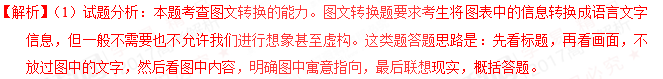 【解析】（1）试题分析：本题考查图文转换的能力。图文转换题要求考生将图表中的信息转换成语言文字
信息，但一般不需要也不允许我们进行想象甚至虚构。这类题答题思路是：先看标题，再看画面，不
放过图中的文字，然后看图中内容，明确图中寓意指向，最后联想现实，概括答题。